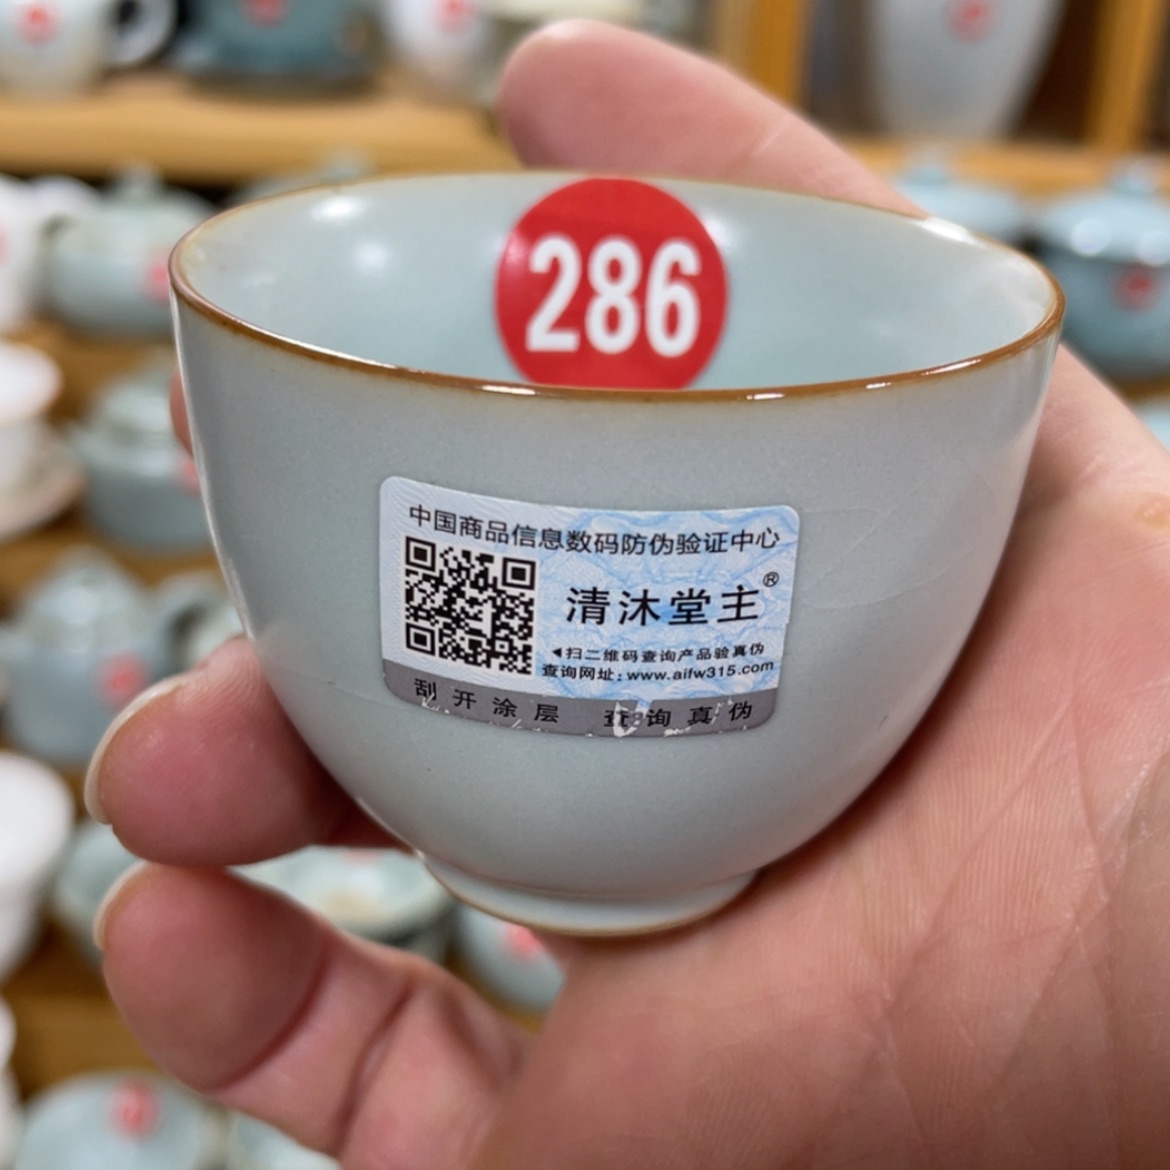 286
中国商品信息数码防伪验证中心
清沐堂主®
◀扫二维码查询产品验真伪
查询网址：www.aifw315.com
刮开涂层 查询真伪